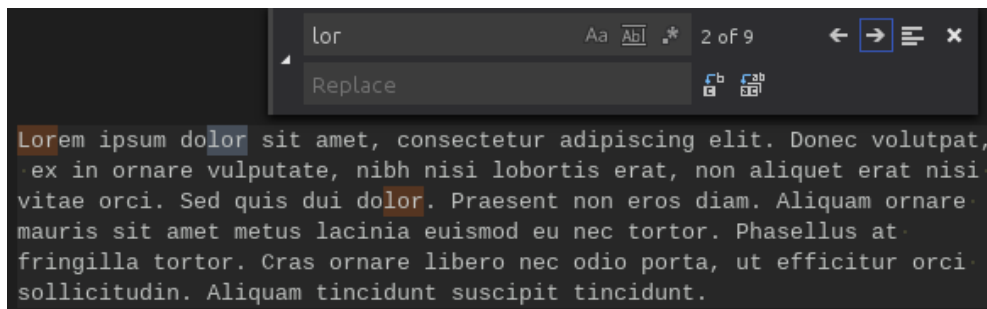 lor Aa Abl .* 2 of 9
Replace
Lorem ipsum dolor sit amet, consectetur adipiscing elit. Donec volutpat,
ex in ornare vulputate, nibh nisi lobortis erat, non aliquet erat nisi
vitae orci. Sed quis dui dolor. Praesent non eros diam. Aliquam ornare
mauris sit amet metus lacinia euismod eu nec tortor. Phasellus at
fringilla tortor. Cras ornare libero nec odio porta, ut efficitur orci
sollicitudin. Aliquam tincidunt suscipit tincidunt.